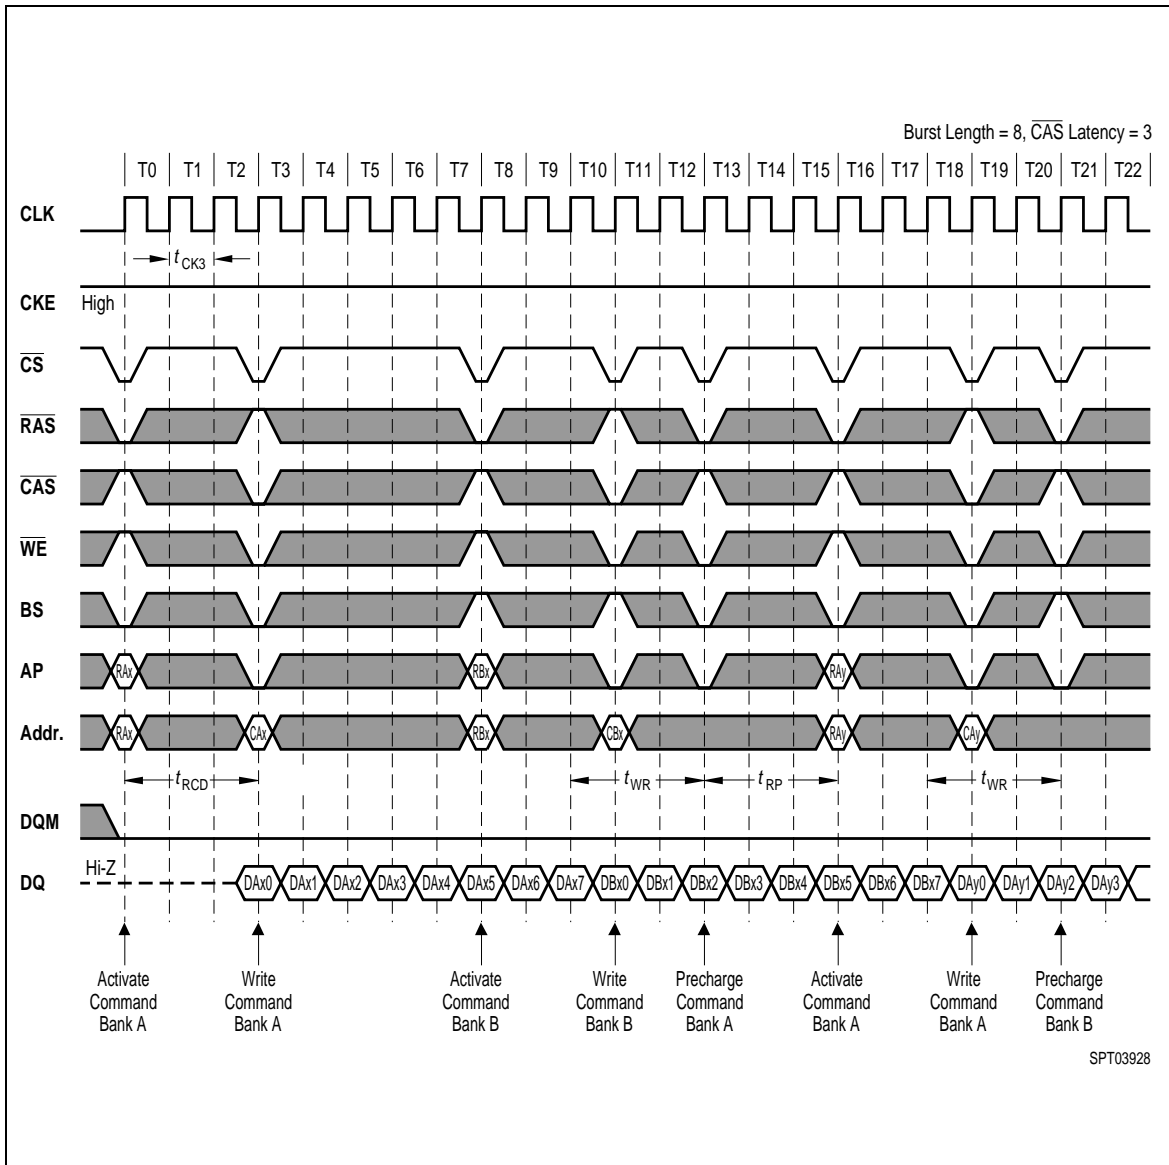 Burst Length = 8, CAS Latency = 3
T0 T1 T2 T3 T4 T5 T6 T7 T8 T9 T10 T11 T12 T13 T14 T15 T16 T17 T18 T19 T20 T21 T22
CLK
t CK3
CKE High
CS
RAS
CAS
WE
BS
AP RAx RBx RAy
Addr. RAx CAx RBx CBx RAy CAy
t RCD t WR t RP t WR
DQM
Hi-Z
DQ DAx0 DAx1 DAx2 DAx3 DAx4 DAx5 DAx6 DAx7 DBx0 DBx1 DBx2 DBx3 DBx4 DBx5 DBx6 DBx7 DAy0 DAy1 DAy2 DAy3
Activate Write Activate Write Precharge Activate Write Precharge
Command Command Command Command Command Command Command Command
Bank A Bank A Bank B Bank B Bank A Bank A Bank A Bank B
SPT03928